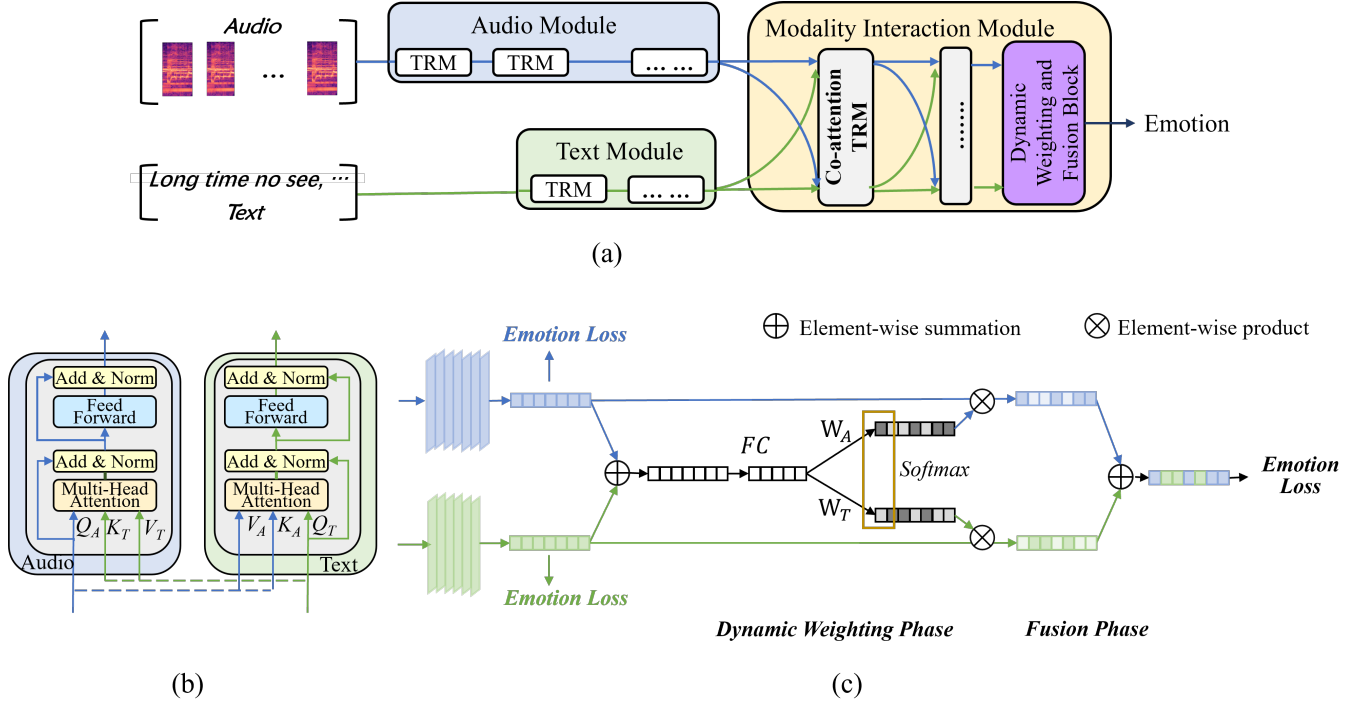 Audio
...
Audio Module
TRM
TRM
... ...
Long time no see, ...
Text
Text Module
TRM
... ...
Modality Interaction Module
Co-attention
TRM
.......
Dynamic
Weighting and
Fusion Block
Emotion
(a)
Add & Norm
Feed
Forward
Add & Norm
Multi-Head
Attention
Q_A K_T V_T
Audio
Add & Norm
Feed
Forward
Add & Norm
Multi-Head
Attention
V_A K_A Q_T
Text
(b)
Emotion Loss
Element-wise summation
Element-wise product
FC
W_A
Softmax
W_T
Emotion
Loss
Emotion Loss
Dynamic Weighting Phase
Fusion Phase
(c)